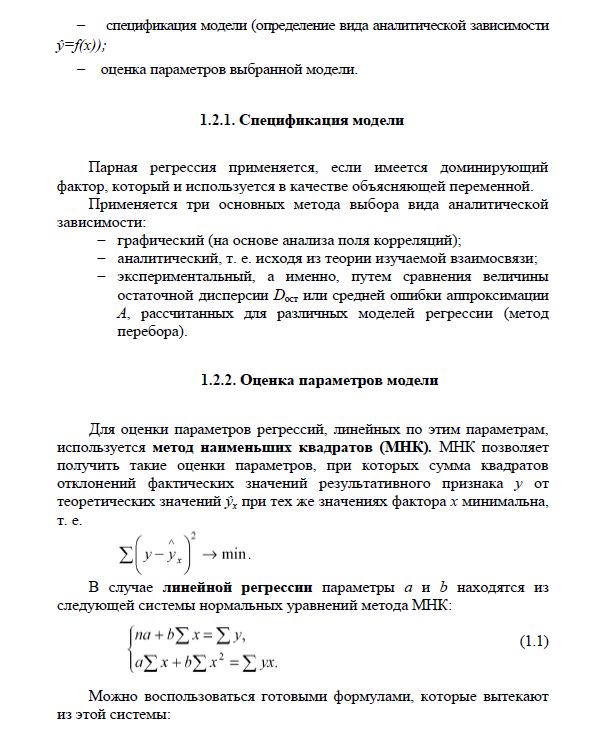 – спецификация модели (определение вида аналитической зависимости
ŷ=f(x));
– оценка параметров выбранной модели.
1.2.1. Спецификация модели
Парная регрессия применяется, если имеется доминирующий
фактор, который и используется в качестве объясняющей переменной.
Применяется три основных метода выбора вида аналитической
зависимости:
– графический (на основе анализа поля корреляций);
– аналитический, т. е. исходя из теории изучаемой взаимосвязи;
– экспериментальный, а именно, путем сравнения величины
остаточной дисперсии Dост или средней ошибки аппроксимации
A, рассчитанных для различных моделей регрессии (метод
перебора).
1.2.2. Оценка параметров модели
Для оценки параметров регрессий, линейных по этим параметрам,
используется метод наименьших квадратов (МНК). МНК позволяет
получить такие оценки параметров, при которых сумма квадратов
отклонений фактических значений результативного признака y от
теоретических значений ŷₓ при тех же значениях фактора x минимальна,
т. е.
∑(y − ŷₓ)² → min.
В случае линейной регрессии параметры a и b находятся из
следующей системы нормальных уравнений метода МНК:
{na + b∑x = ∑y, (1.1)
a∑x + b∑x² = ∑yx.
Можно воспользоваться готовыми формулами, которые вытекают
из этой системы: